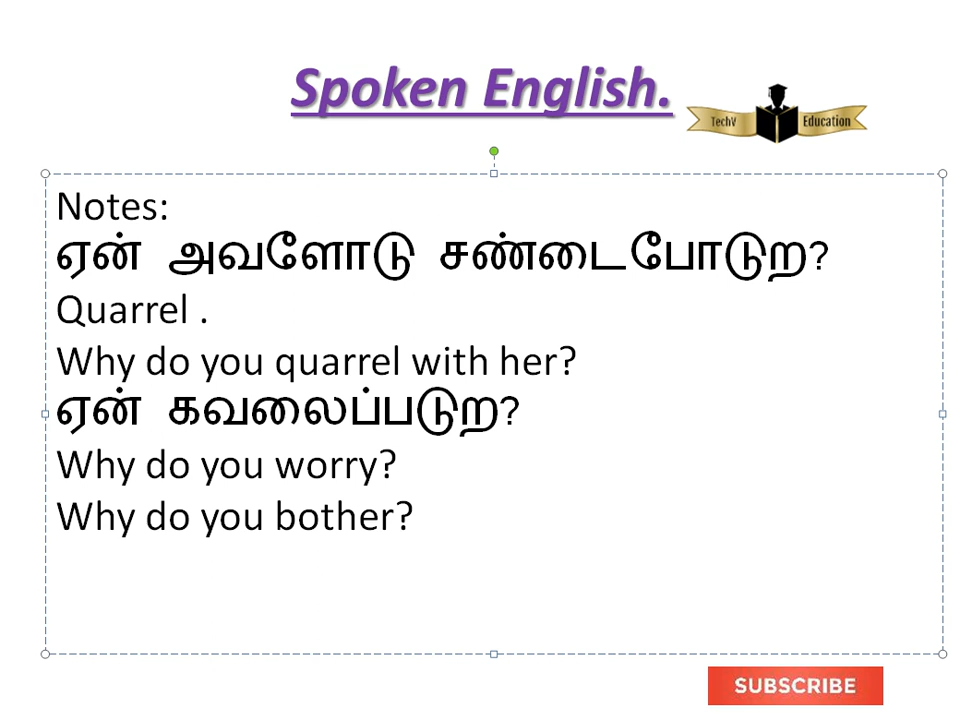 Spoken English.
TechV Education
Notes:
ஏன் அவளோடு சண்டைபோடுற?
Quarrel .
Why do you quarrel with her?
ஏன் கவலைப்படுற?
Why do you worry?
Why do you bother?
SUBSCRIBE